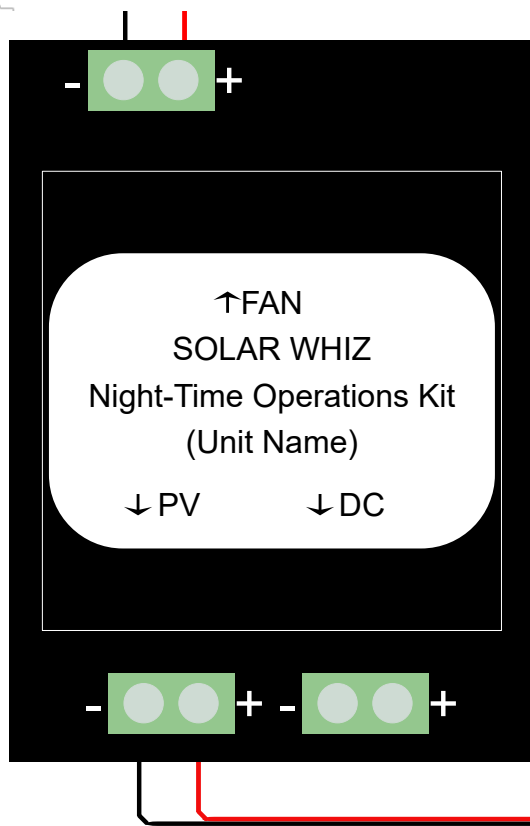 - +
↑FAN
SOLAR WHIZ
Night-Time Operations Kit
(Unit Name)
↓ PV ↓ DC
- + - +